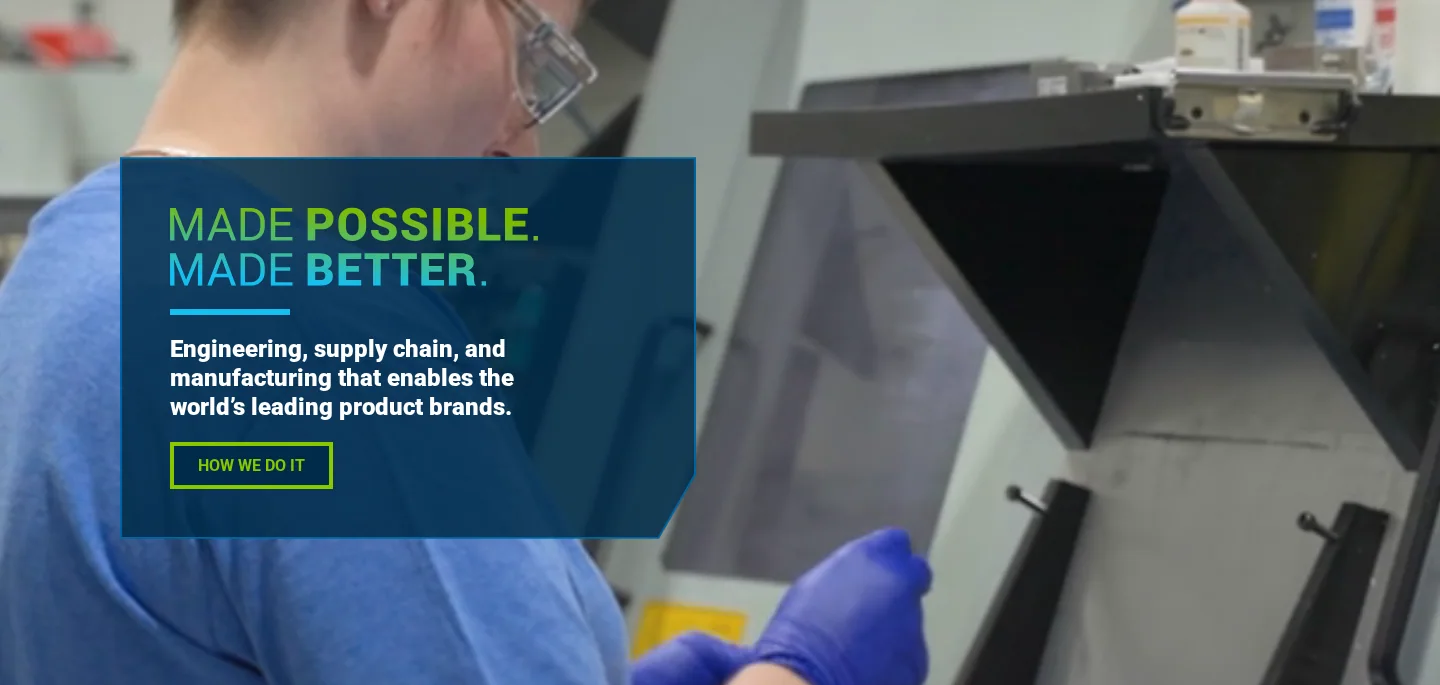 MADE POSSIBLE.
MADE BETTER.
Engineering, supply chain, and
manufacturing that enables the
world’s leading product brands.
HOW WE DO IT